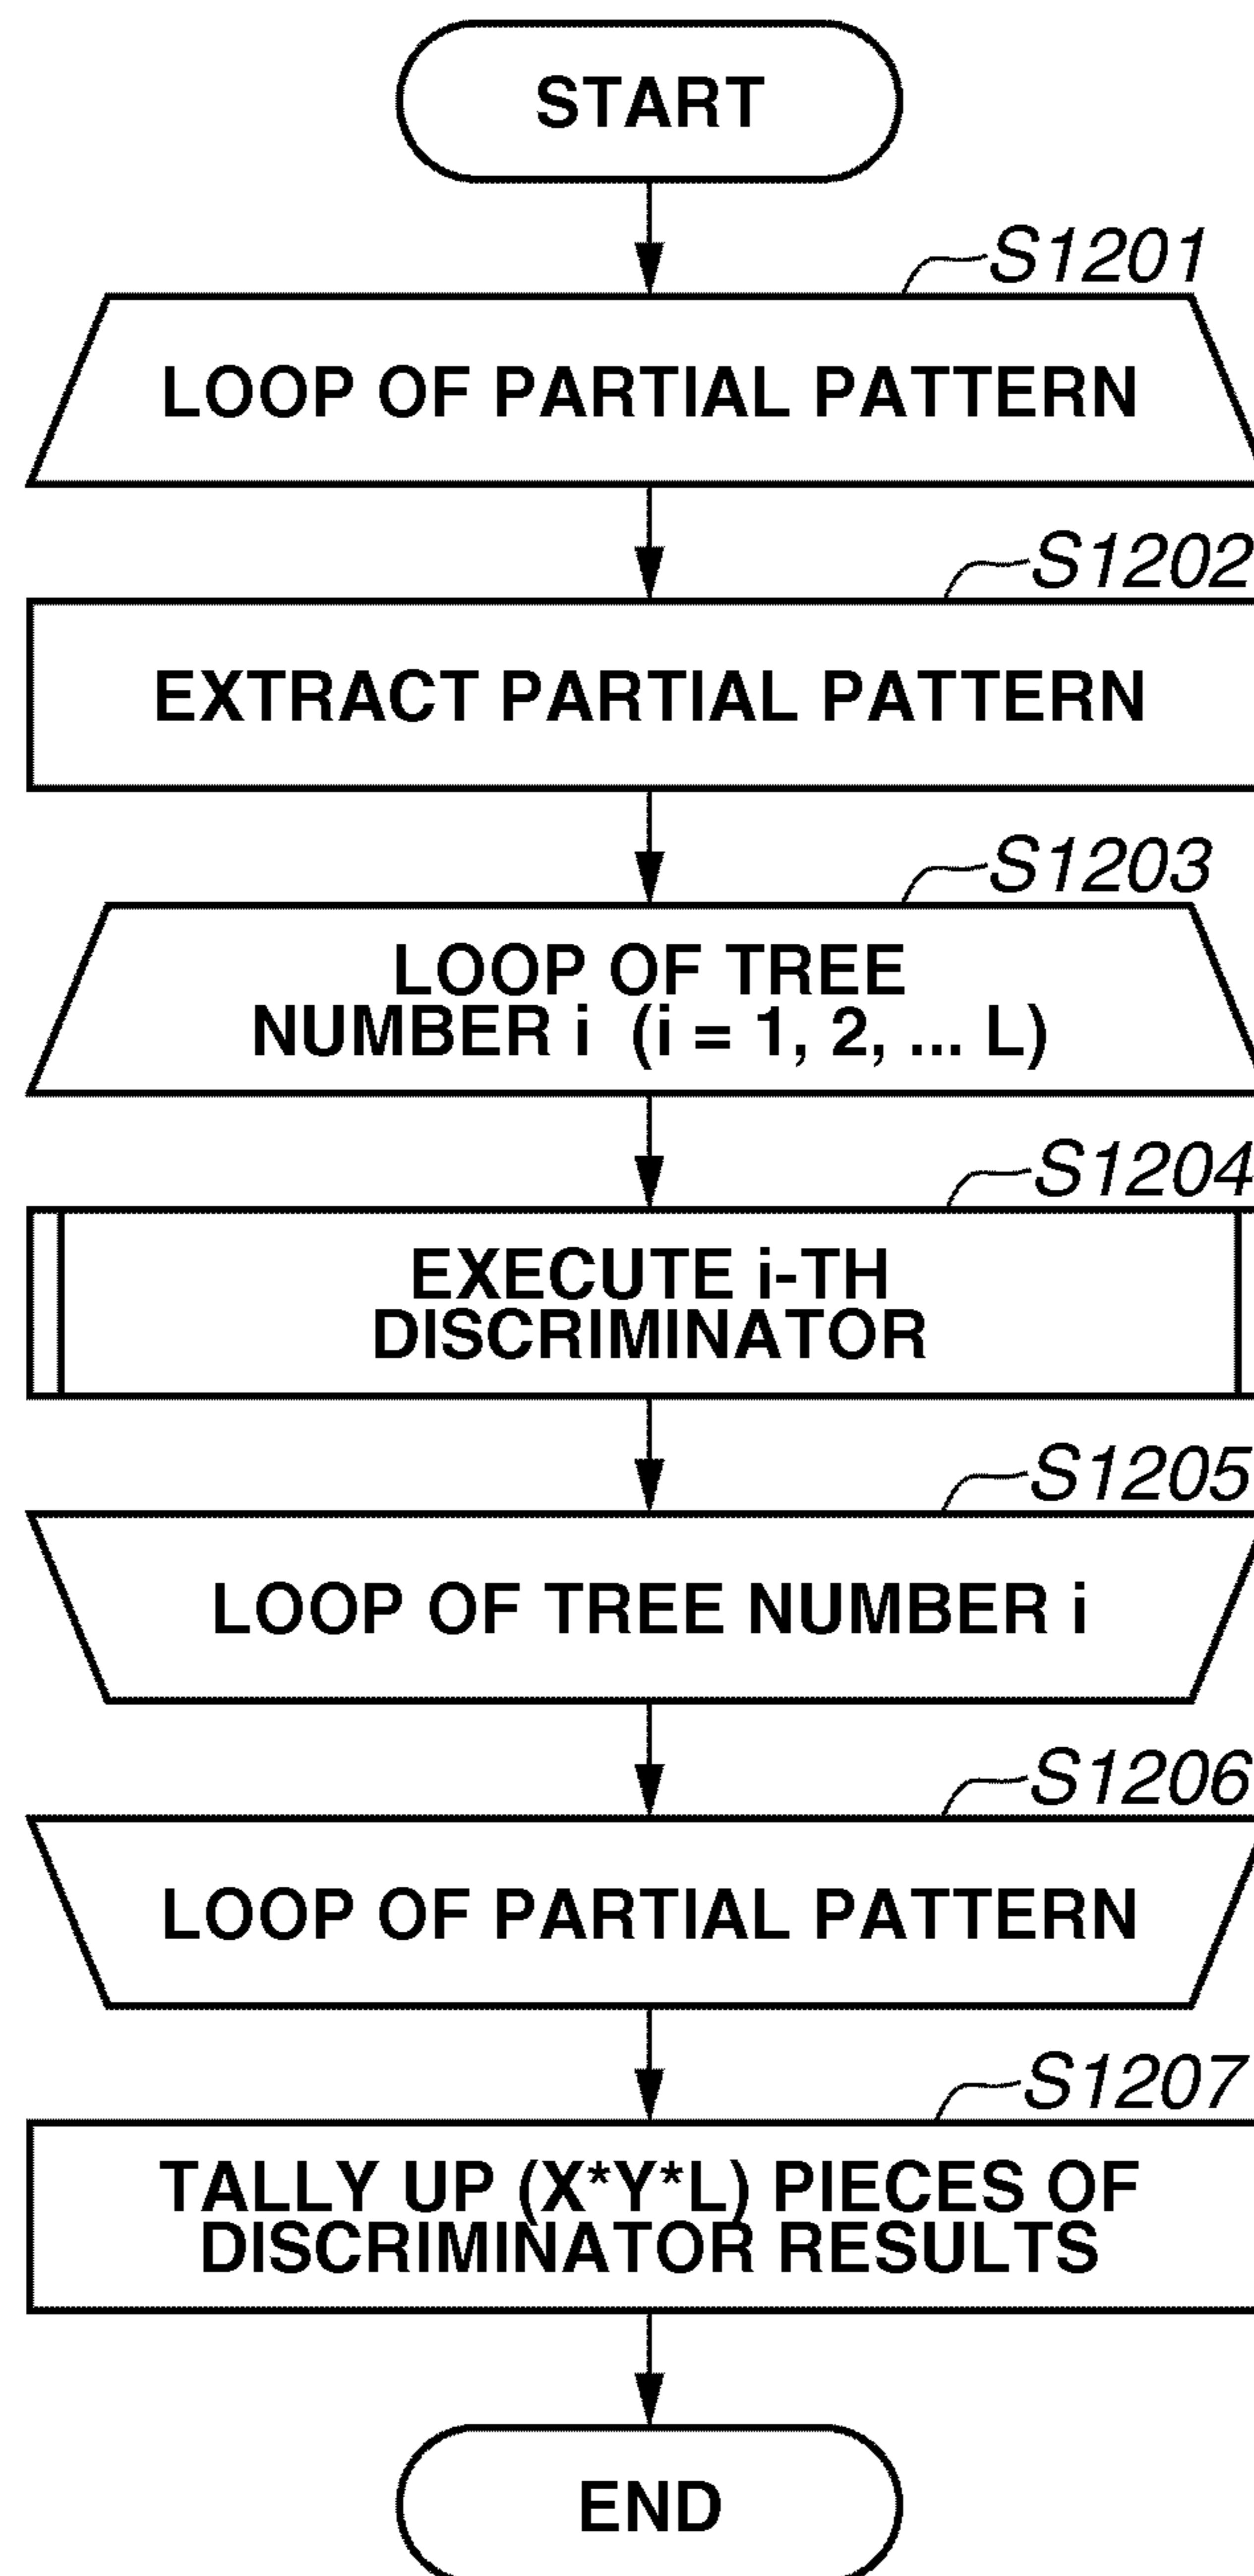 START
S1201
LOOP OF PARTIAL PATTERN
S1202
EXTRACT PARTIAL PATTERN
S1203
LOOP OF TREE
NUMBER i (i = 1, 2, ... L)
S1204
EXECUTE i-TH
DISCRIMINATOR
S1205
LOOP OF TREE NUMBER i
S1206
LOOP OF PARTIAL PATTERN
S1207
TALLY UP (X*Y*L) PIECES OF
DISCRIMINATOR RESULTS
END